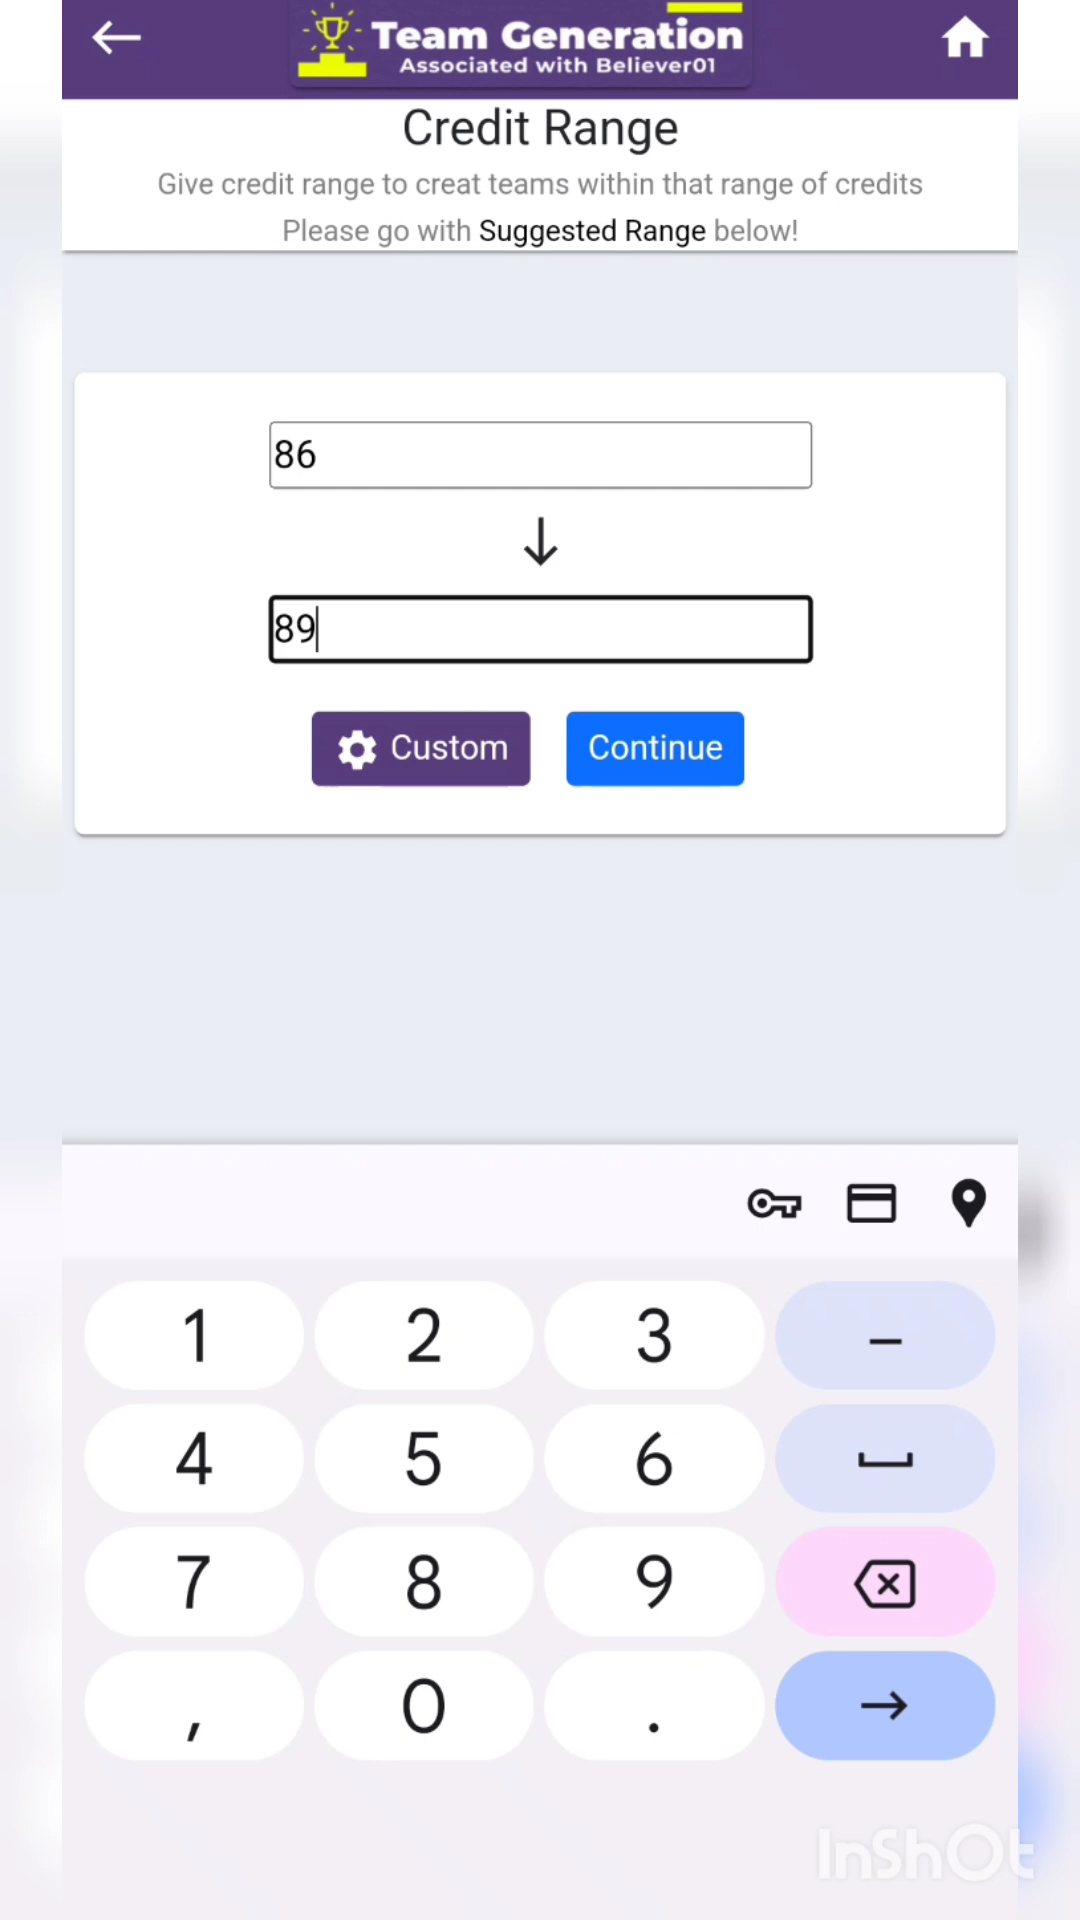 Team Generation
Associated with Believer01
Credit Range
Give credit range to creat teams within that range of credits
Please go with Suggested Range below!
86
89
Custom
Continue
1 2 3 –
4 5 6
7 8 9
, 0 .
InShOt